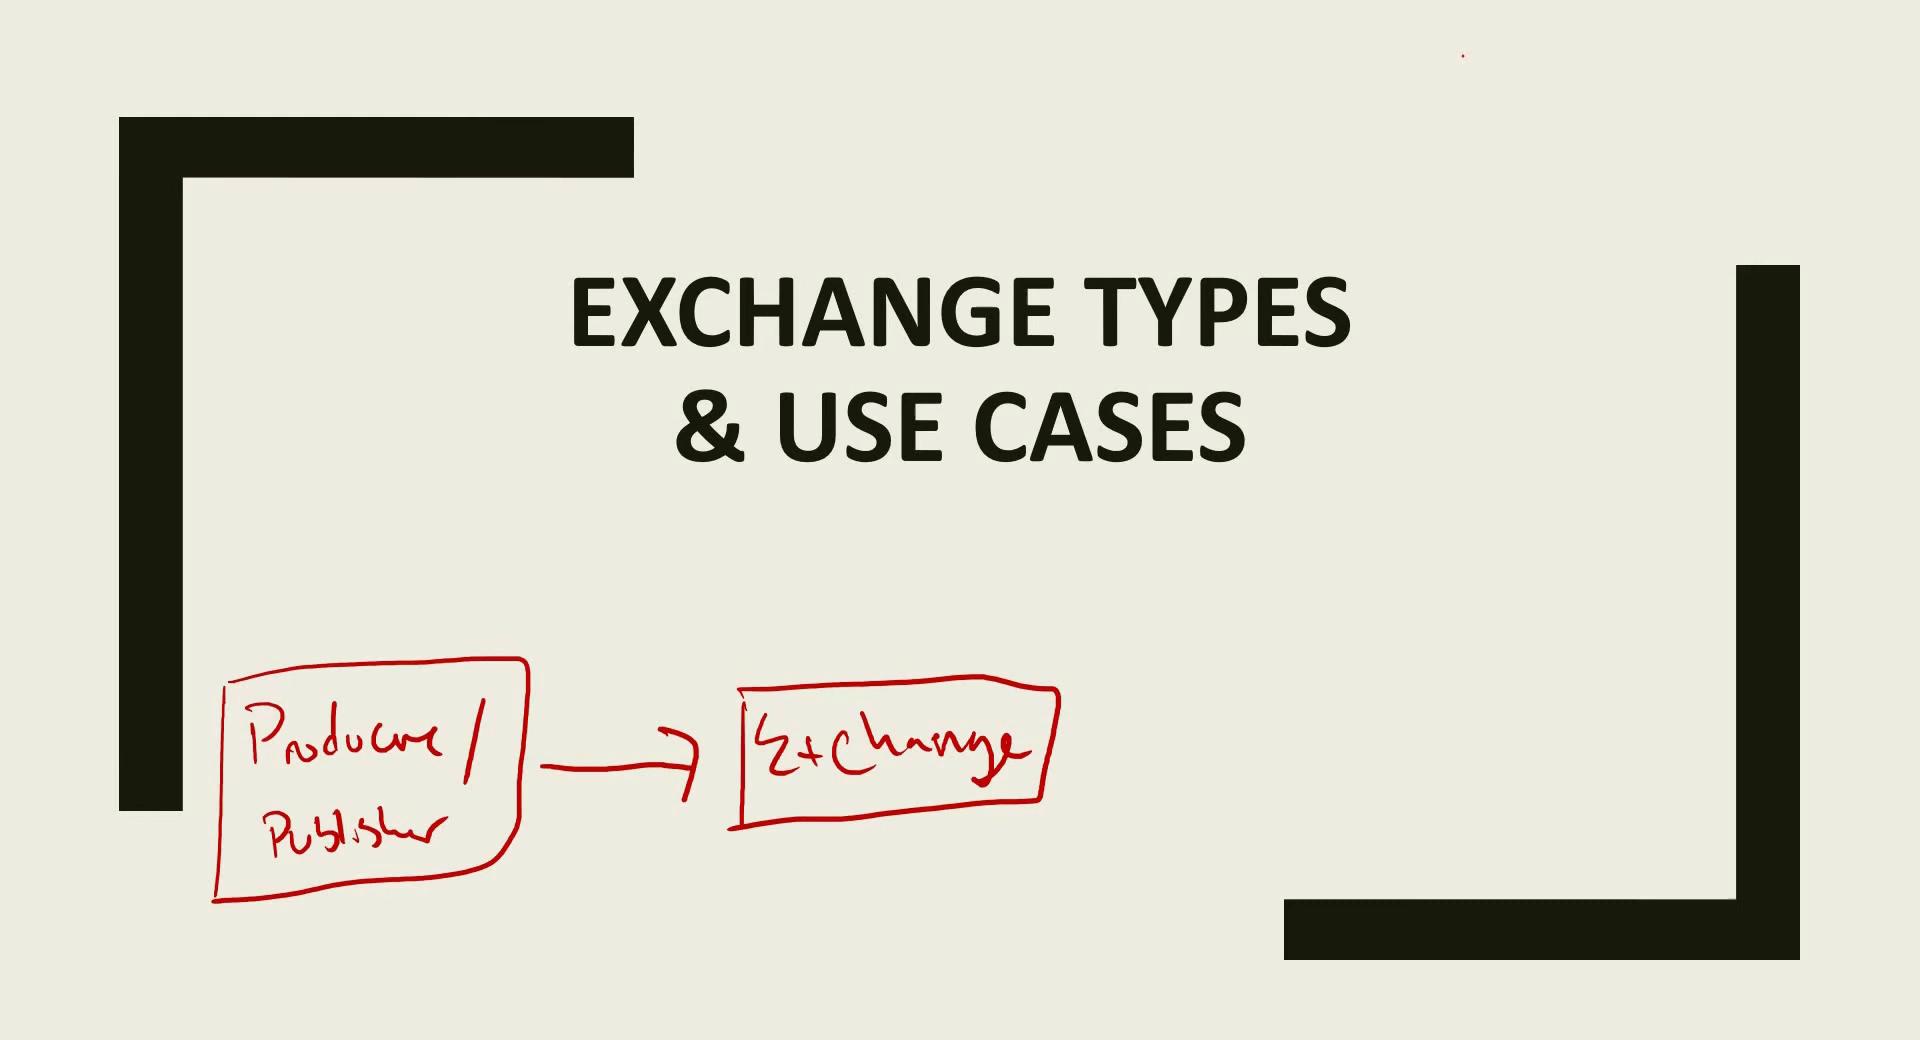 EXCHANGE TYPES
& USE CASES
Producer /
Publisher
Exchange